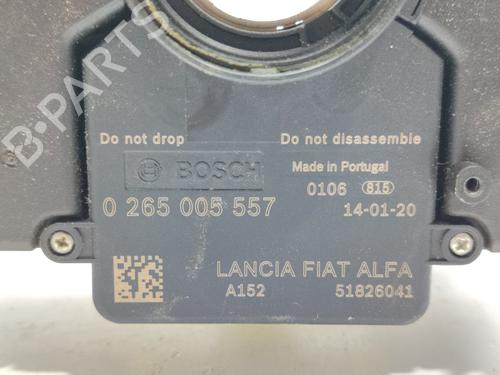 Do not drop
Do not disassemble
BOSCH
Made in Portugal
0106 815
0 265 005 557
14-01-20
LANCIA FIAT ALFA
A152
51826041
B-PARTS